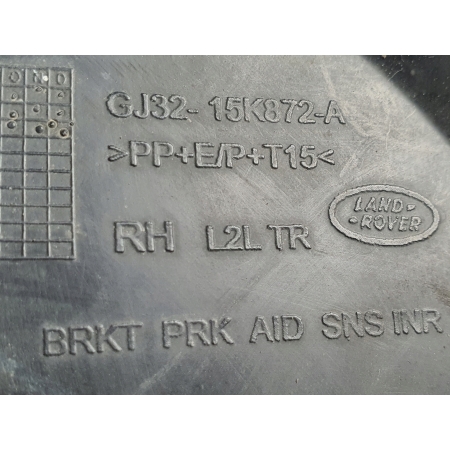 O N D
GJ32- 15K872-A
>PP+E/P+T15<
LAND-
-ROVER
RH L2L TR
BRKT PRK AID SNS INR